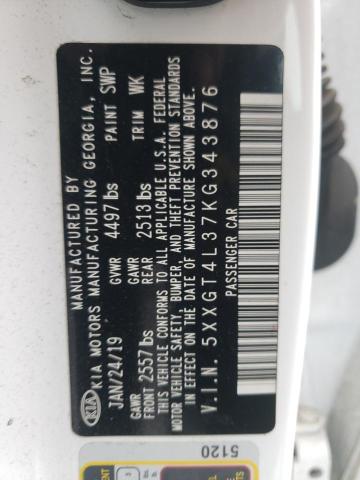 MANUFACTURED BY
KIA KIA MOTORS MANUFACTURING GEORGIA, INC.
JAN/24/19 GVWR 4497lbs PAINT SWP
GAWR FRONT 2557lbs GAWR REAR 2513lbs TRIM WK
THIS VEHICLE CONFORMS TO ALL APPLICABLE U.S.A. FEDERAL
MOTOR VEHICLE SAFETY, BUMPER, AND THEFT PREVENTION STANDARDS
IN EFFECT ON THE DATE OF MANUFACTURE SHOWN ABOVE.
V.I.N. 5XXGT4L37KG343876
PASSENGER CAR
5120